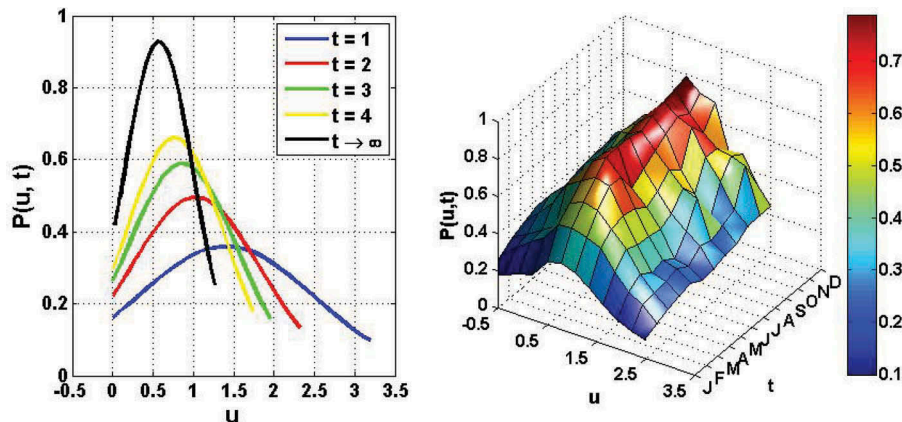 1
0.8
0.6
0.4
0.2
0
P(u, t)
-0.5 0 0.5 1 1.5 2 2.5 3 3.5
u
t = 1
t = 2
t = 3
t = 4
t → ∞
1
0.8
0.6
0.4
0.2
0
P(u,t)
-0.5
0.5
1.5
2.5
3.5
u
J F M A M J J A S O N D
t
0.7
0.6
0.5
0.4
0.3
0.2
0.1